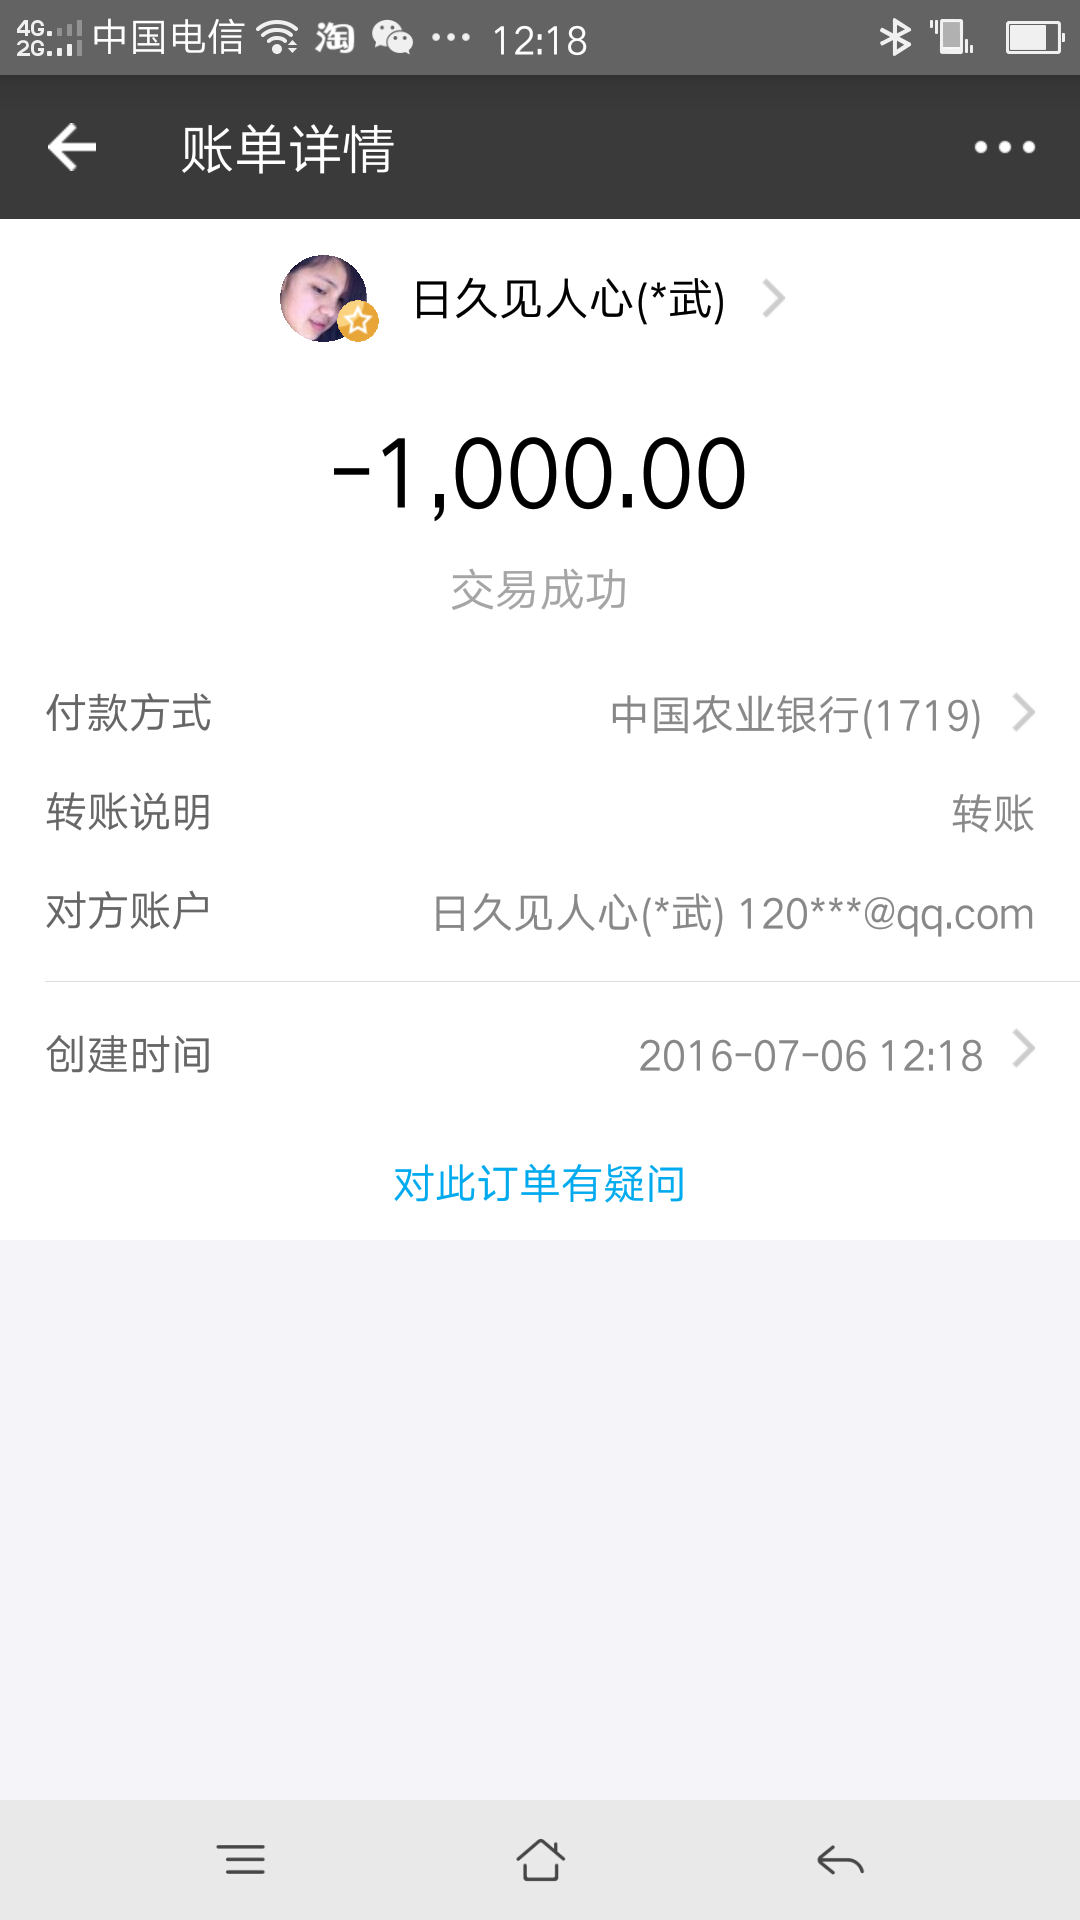 4G 2G 中国电信 淘 12:18
账单详情
日久见人心(*武)
-1,000.00
交易成功
付款方式 中国农业银行(1719)
转账说明 转账
对方账户 日久见人心(*武) 120***@qq.com
创建时间 2016-07-06 12:18
对此订单有疑问